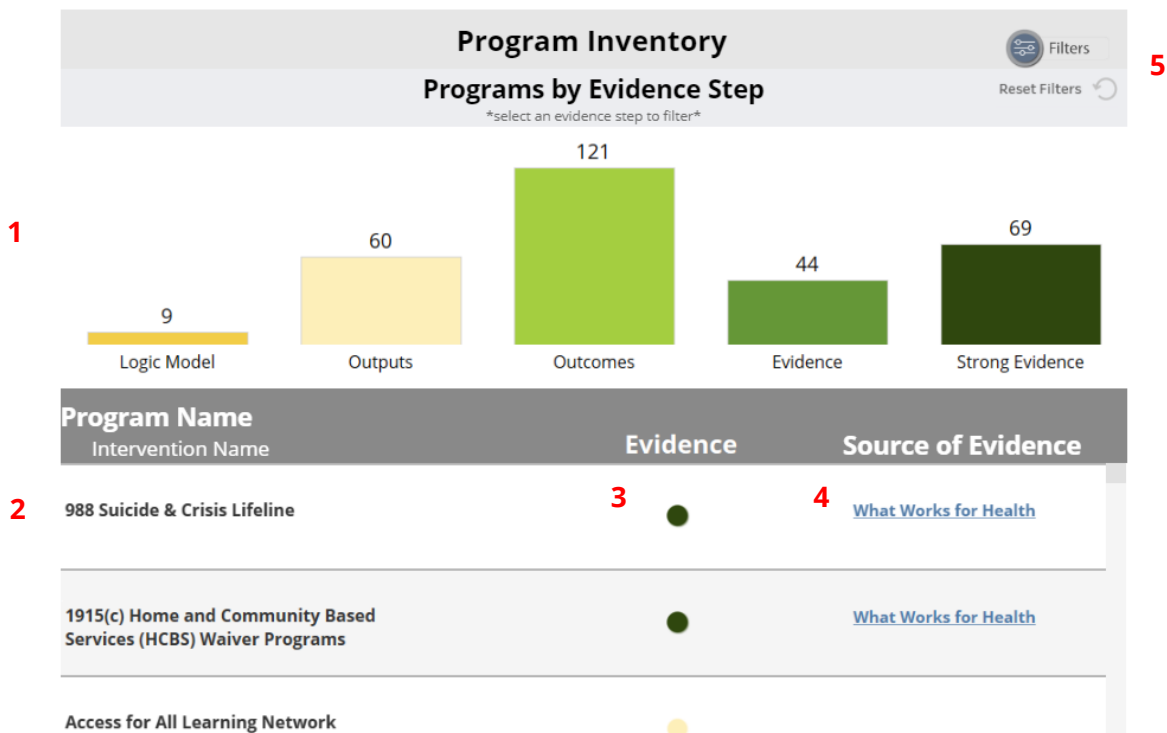 Program Inventory
Filters
5
Programs by Evidence Step
Reset Filters
*select an evidence step to filter*
1
9
60
121
44
69
Logic Model
Outputs
Outcomes
Evidence
Strong Evidence
Program Name
Intervention Name
Evidence
Source of Evidence
2
988 Suicide & Crisis Lifeline
3
4
What Works for Health
1915(c) Home and Community Based
Services (HCBS) Waiver Programs
What Works for Health
Access for All Learning Network